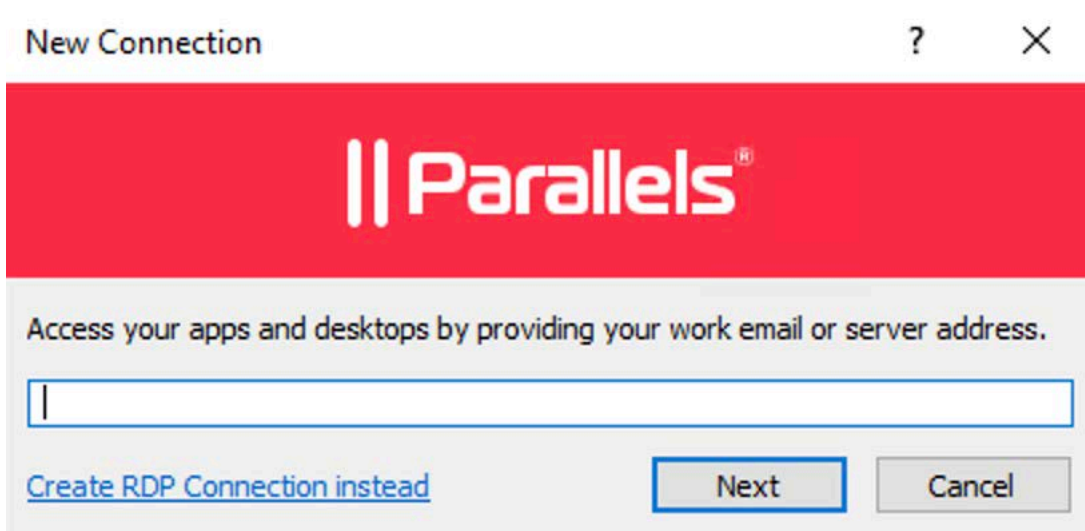 New Connection ? ×
|| Parallels®
Access your apps and desktops by providing your work email or server address.
Create RDP Connection instead Next Cancel